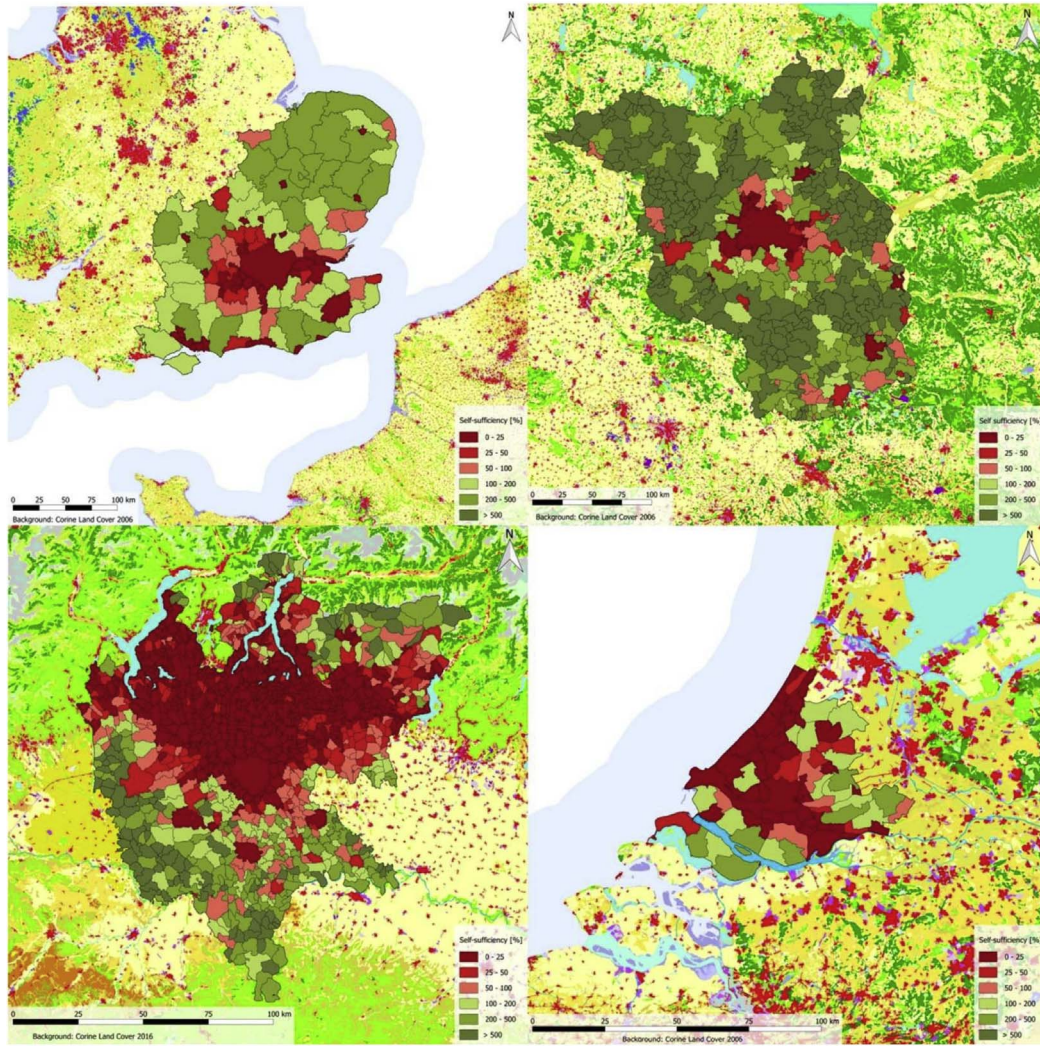 N
Self-sufficiency [%]
0 - 25
25 - 50
50 - 100
100 - 200
200 - 500
> 500
0 25 50 75 100 km
Background: Corine Land Cover 2006
N
Self sufficiency [%]
0 - 25
25 - 50
50 - 100
100 - 200
200 - 500
> 500
0 25 50 75 100 km
Background: Corine Land Cover 2006
N
Self-sufficiency [%]
0 - 25
25 - 50
50 - 100
100 - 200
200 - 500
> 500
0 25 50 100 km
Background: Corine Land Cover 2016
N
Self-sufficiency [%]
0 - 25
25 - 50
50 - 100
100 - 200
200 - 500
> 500
0 25 50 75 100 km
Background: Corine Land Cover 2006